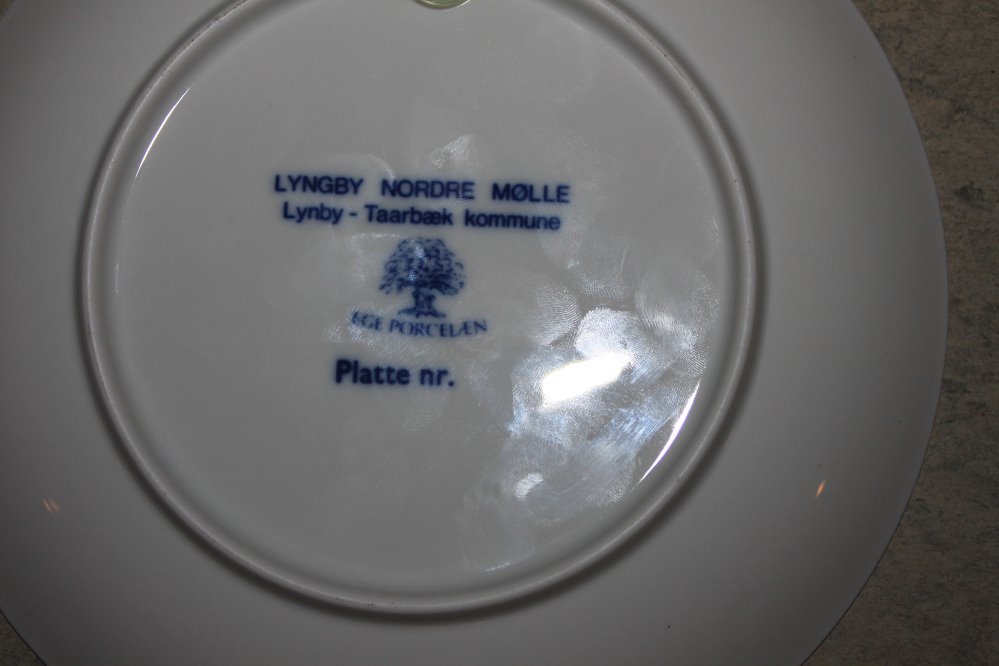 LYNGBY NORDRE MØLLE
Lynby - Taarbæk kommune
EGE PORCELÆN
Platte nr.